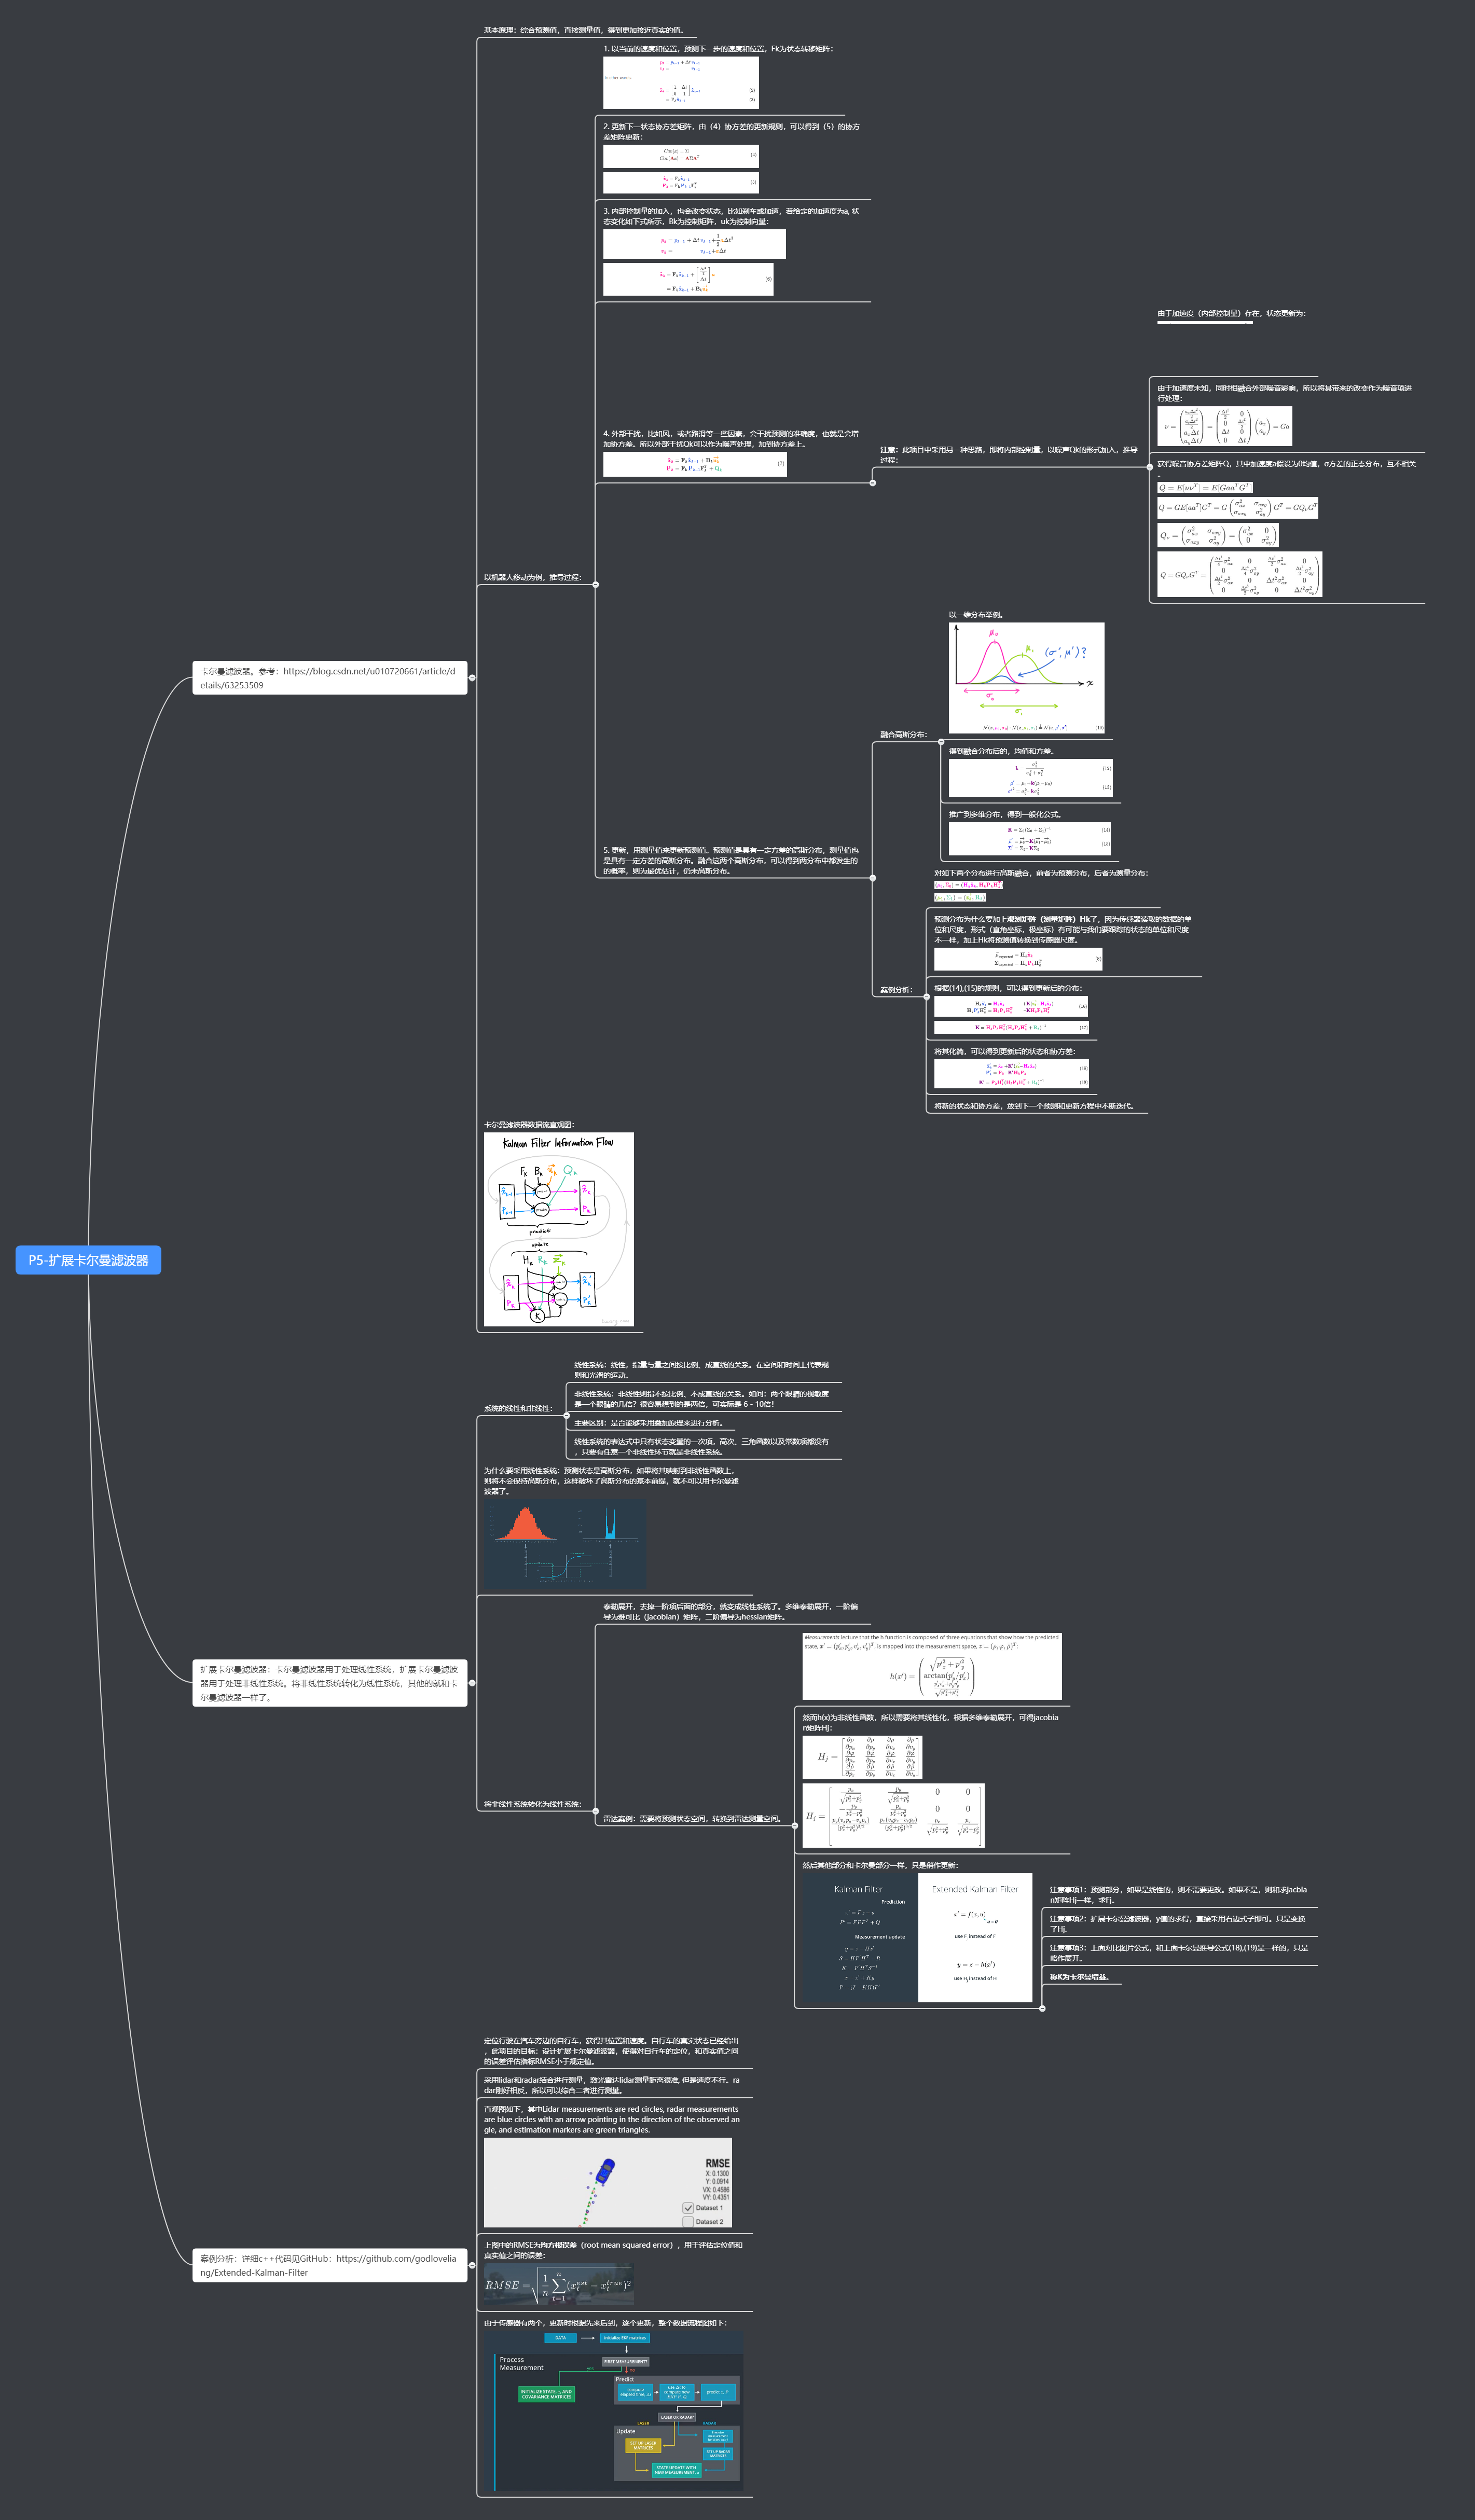 P5-扩展卡尔曼滤波器
卡尔曼滤波器。参考：https://blog.csdn.net/u010720661/article/d
etails/63253509
基本原理：综合预测值，直接测量值，得到更加接近真实的值。
以机器人移动为例，推导过程：
1. 以当前的速度和位置，预测下一步的速度和位置，Fk为状态转移矩阵：
2. 更新下一状态协方差矩阵，由（4）协方差的更新规则，可以得到（5）的协方
差矩阵更新：
3. 内部控制量的加入，也会改变状态，比如刹车或加速，若给定的加速度为a, 状
态变化如下式所示，Bk为控制矩阵，uk为控制向量：
4. 外部干扰，比如风，或者路滑等一些因素，会干扰预测的准确度，也就是会增
加协方差。所以外部干扰Qk可以作为噪声处理，加到协方差上。
注意：此项目中采用另一种思路，即将内部控制量，以噪声Qk的形式加入，推导
过程：
由于加速度（内部控制量）存在，状态更新为：
由于加速度未知，同时相融合外部噪音影响，所以将其带来的改变作为噪音项进
行处理：
获得噪音协方差矩阵Q，其中加速度a假设为0均值，σ方差的正态分布，互不相关
。
5. 更新，用测量值来更新预测值。预测值是具有一定方差的高斯分布，测量值也
是具有一定方差的高斯分布。融合这两个高斯分布，可以得到两分布中都发生的
的概率，则为最优估计，仍未高斯分布。
融合高斯分布：
以一维分布举例。
得到融合分布后的，均值和方差。
推广到多维分布，得到一般化公式。
案例分析：
对如下两个分布进行高斯融合，前者为预测分布，后者为测量分布：
预测分布为什么要加上观测矩阵（测量矩阵）Hk了，因为传感器读取的数据的单
位和尺度，形式（直角坐标，极坐标）有可能与我们要跟踪的状态的单位和尺度
不一样，加上Hk将预测值转换到传感器尺度。
根据(14),(15)的规则，可以得到更新后的分布：
将其化简，可以得到更新后的状态和协方差：
将新的状态和协方差，放到下一个预测和更新方程中不断迭代。
卡尔曼滤波器数据流直观图：
Kalman Filter Information Flow
predict
update
扩展卡尔曼滤波器：卡尔曼滤波器用于处理线性系统，扩展卡尔曼滤波
器用于处理非线性系统。将非线性系统转化为线性系统，其他的就和卡
尔曼滤波器一样了。
系统的线性和非线性：
线性系统：线性，指量与量之间按比例、成直线的关系。在空间和时间上代表规
则和光滑的运动。
非线性系统：非线性则指不按比例、不成直线的关系。如问：两个眼睛的视敏度
是一个眼睛的几倍？很容易想到的是两倍，可实际是 6－10倍！
主要区别：是否能够采用叠加原理来进行分析。
线性系统的表达式中只有状态变量的一次项，高次、三角函数以及常数项都没有
，只要有任意一个非线性环节就是非线性系统。
为什么要采用线性系统：预测状态是高斯分布，如果将其映射到非线性函数上，
则将不会保持高斯分布，这样破坏了高斯分布的基本前提，就不可以用卡尔曼滤
波器了。
将非线性系统转化为线性系统：
泰勒展开，去掉一阶项后面的部分，就变成线性系统了。多维泰勒展开，一阶偏
导为雅可比（jacobian）矩阵，二阶偏导为hessian矩阵。
雷达案例：需要将预测状态空间，转换到雷达测量空间。
Measurements lecture that the h function is composed of three equations that show how the predicted
然而h(x)为非线性函数，所以需要将其线性化，根据多维泰勒展开，可得jacobia
n矩阵Hj：
然后其他部分和卡尔曼部分一样，只是稍作更新：
Kalman Filter
Prediction
Measurement update
Extended Kalman Filter
注意事项1：预测部分，如果是线性的，则不需要更改。如果不是，则和求jacbia
n矩阵Hj一样，求Fj。
注意事项2：扩展卡尔曼滤波器，y值的求得，直接采用右边式子即可。只是变换
了Hj.
注意事项3：上面对比图片公式，和上面卡尔曼推导公式(18),(19)是一样的，只是
略作展开。
称K为卡尔曼增益。
案例分析：详细c++代码见GitHub：https://github.com/godlovelia
ng/Extended-Kalman-Filter
定位行驶在汽车旁边的自行车，获得其位置和速度。自行车的真实状态已经给出
，此项目的目标：设计扩展卡尔曼滤波器，使得对自行车的定位，和真实值之间
的误差评估指标RMSE小于规定值。
采用lidar和radar结合进行测量，激光雷达lidar测量距离很准, 但是速度不行。ra
dar刚好相反，所以可以综合二者进行测量。
直观图如下，其中Lidar measurements are red circles, radar measurements
are blue circles with an arrow pointing in the direction of the observed an
gle, and estimation markers are green triangles.
RMSE
X: 0.1300
Y: 0.0914
VX: 0.4586
VY: 0.4351
Dataset 1
Dataset 2
上图中的RMSE为均方根误差（root mean squared error），用于评估定位值和
真实值之间的误差：
由于传感器有两个，更新时根据先来后到，逐个更新，整个数据流程图如下：
DATA
Initialize EKF matrices
Process
Measurement
FIRST MEASUREMENT?
yes
no
INITIALIZE STATE, x, AND
COVARIANCE MATRICES
Predict
LASER OR RADAR?
LASER
RADAR
Update
SET UP LASER
MATRICES
SET UP RADAR
MATRICES
STATE UPDATE WITH
NEW MEASUREMENT, z